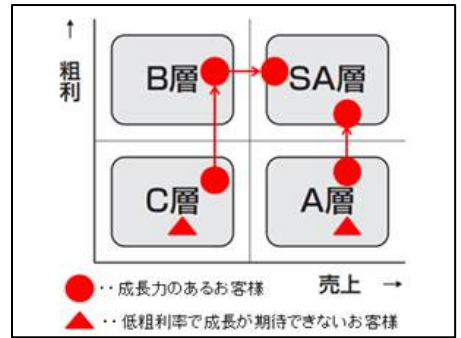 ↑
粗利
B層
SA層
C層
A層
売上 →
●・・成長力のあるお客様
▲・・低粗利率で成長が期待できないお客様